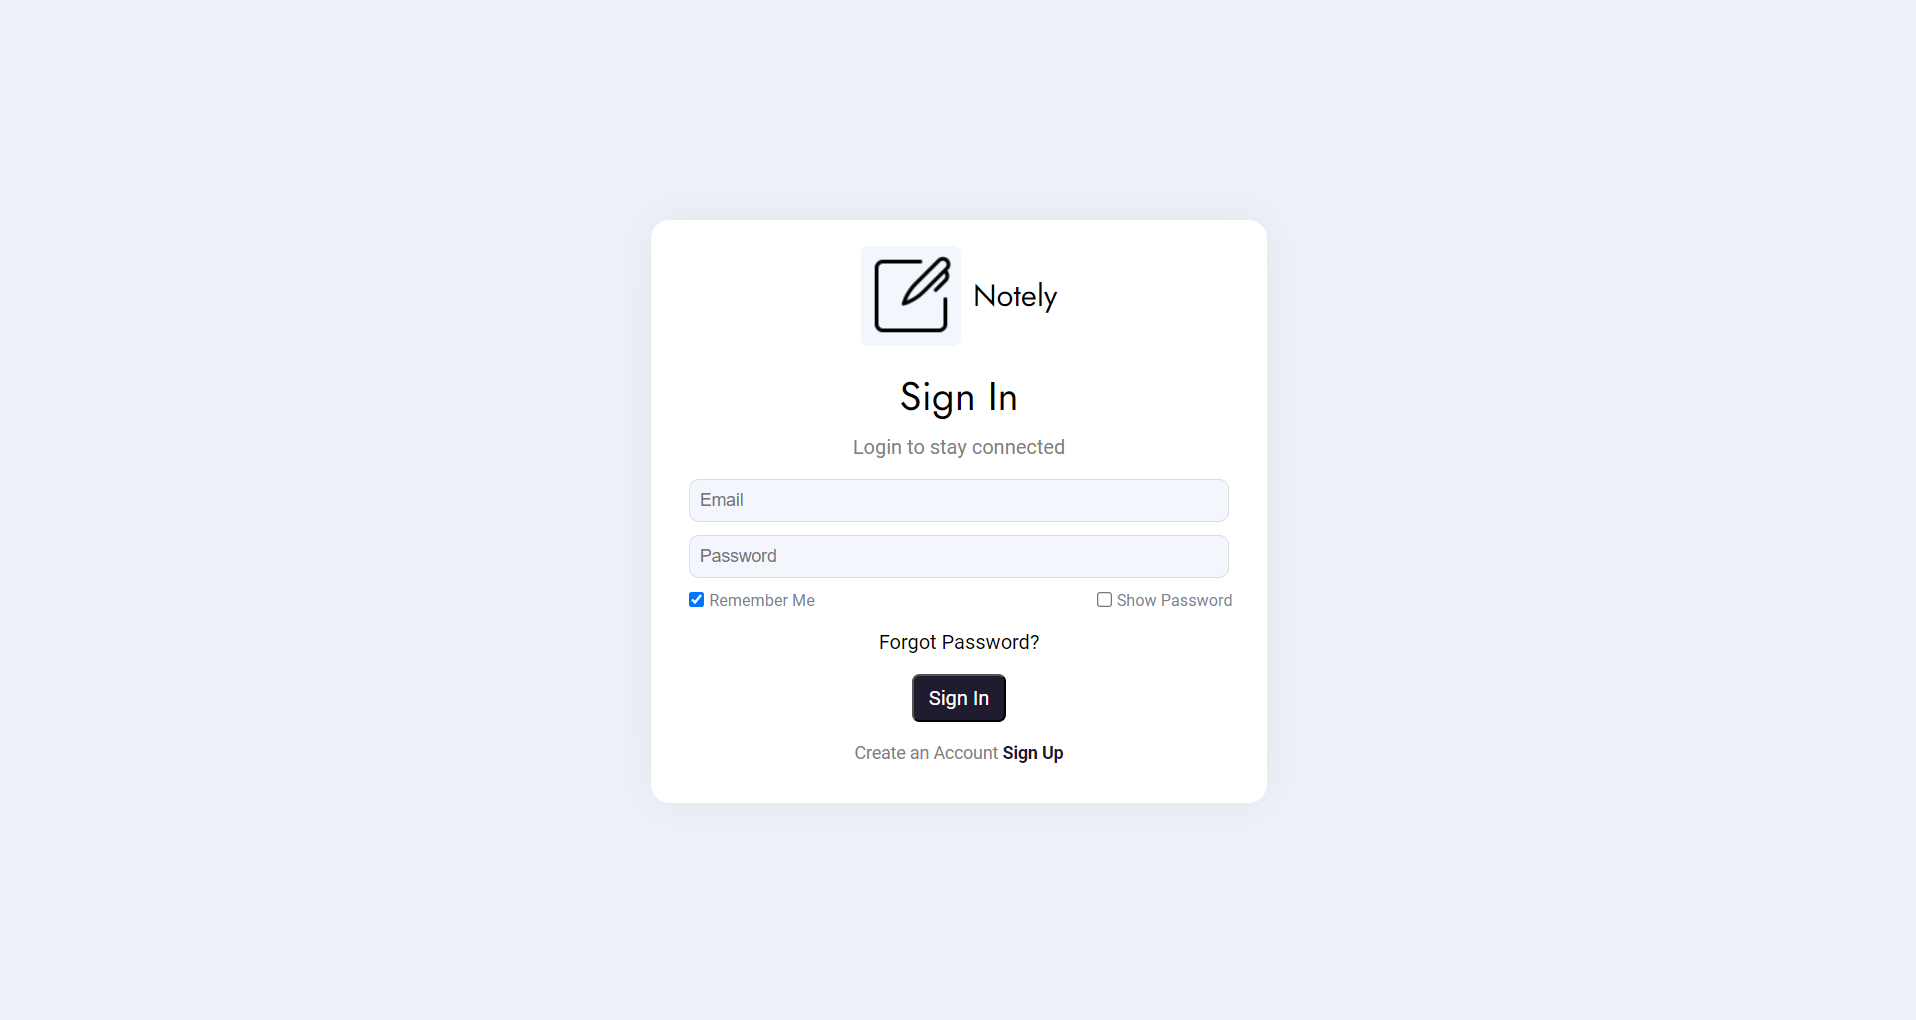 Notely
Sign In
Login to stay connected
Email
Password
Remember Me Show Password
Forgot Password?
Sign In
Create an Account Sign Up